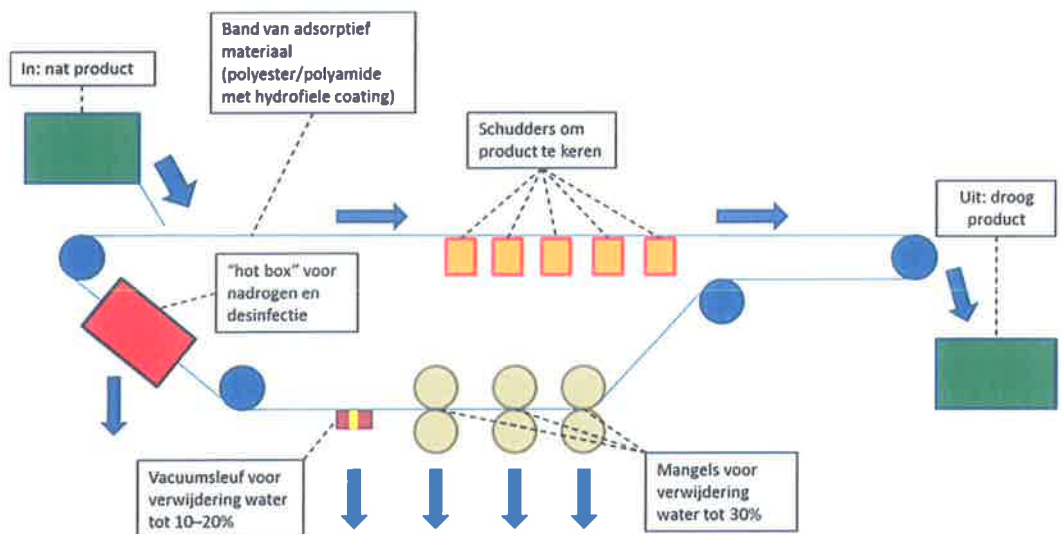 Band van adsorptief
materiaal
(polyester/polyamide
met hydrofiele coating)
In: nat product
Schudders om
product te keren
Uit: droog
product
"hot box" voor
nadrogen en
desinfectie
Vacuumsleuf voor
verwijdering water
tot 10–20%
Mangels voor
verwijdering
water tot 30%